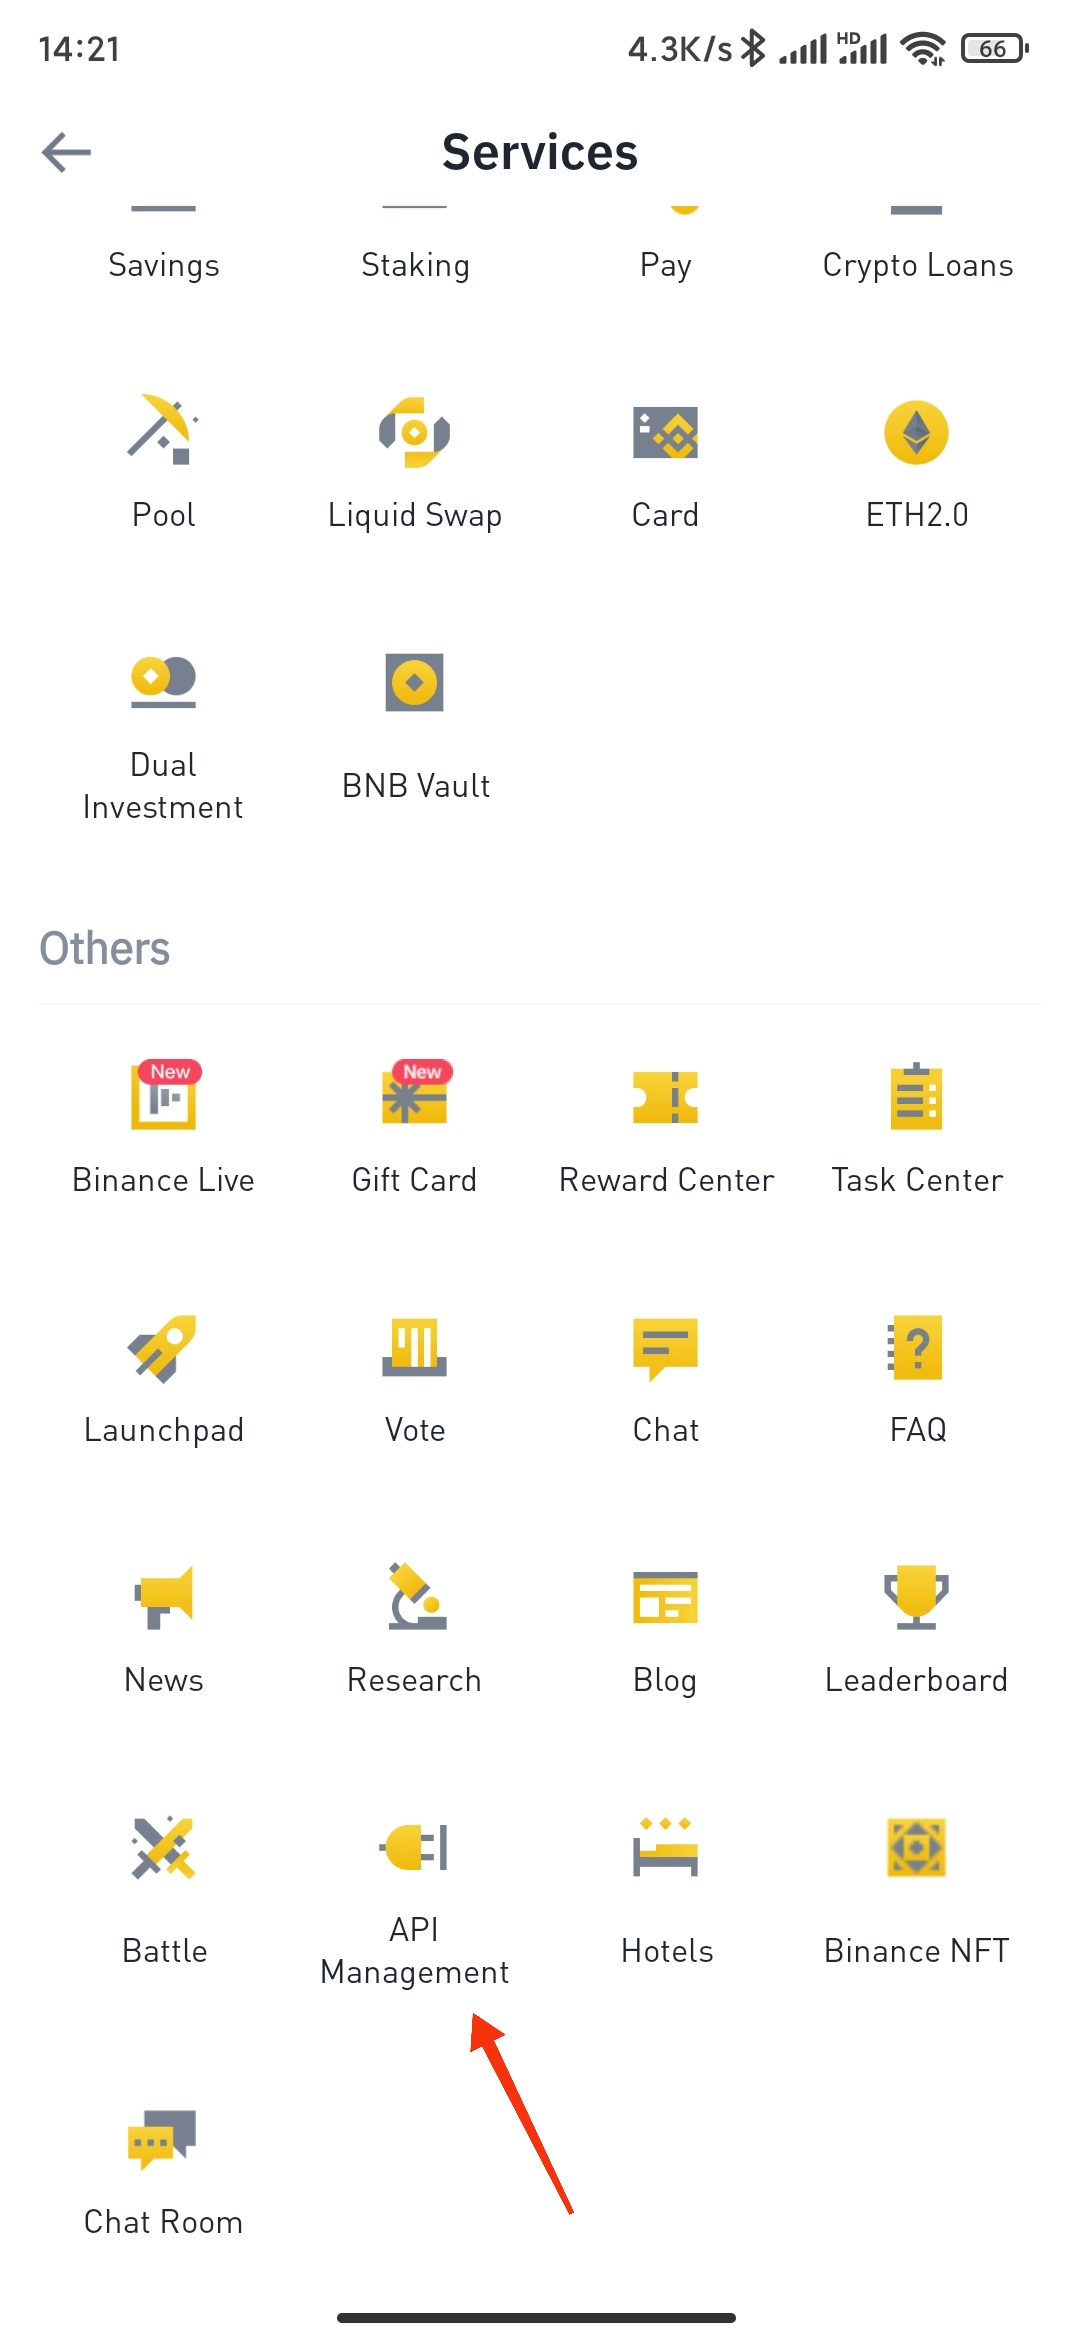 14:21 4.3K/s HD 66
Services
Savings Staking Pay Crypto Loans
Pool Liquid Swap Card ETH2.0
Dual
Investment
BNB Vault
Others
New New
Binance Live Gift Card Reward Center Task Center
Launchpad Vote Chat FAQ
News Research Blog Leaderboard
Battle
API
Management
Hotels Binance NFT
Chat Room